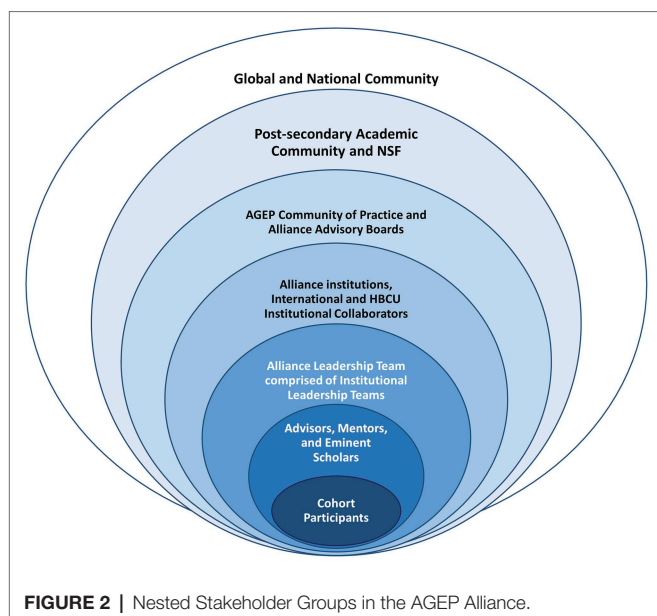 Global and National Community
Post-secondary Academic
Community and NSF
AGEP Community of Practice and
Alliance Advisory Boards
Alliance institutions,
International and HBCU
Institutional Collaborators
Alliance Leadership Team
comprised of Institutional
Leadership Teams
Advisors, Mentors,
and Eminent
Scholars
Cohort
Participants
FIGURE 2 | Nested Stakeholder Groups in the AGEP Alliance.